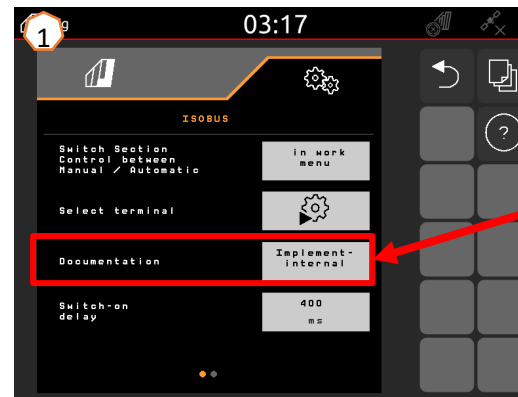 1
g
03:17
ISOBUS
Switch Section
Control between
Manual / Automatic
in work
menu
Select terminal
Documentation
Implement-
internal
Switch-on
delay
400
ms
?